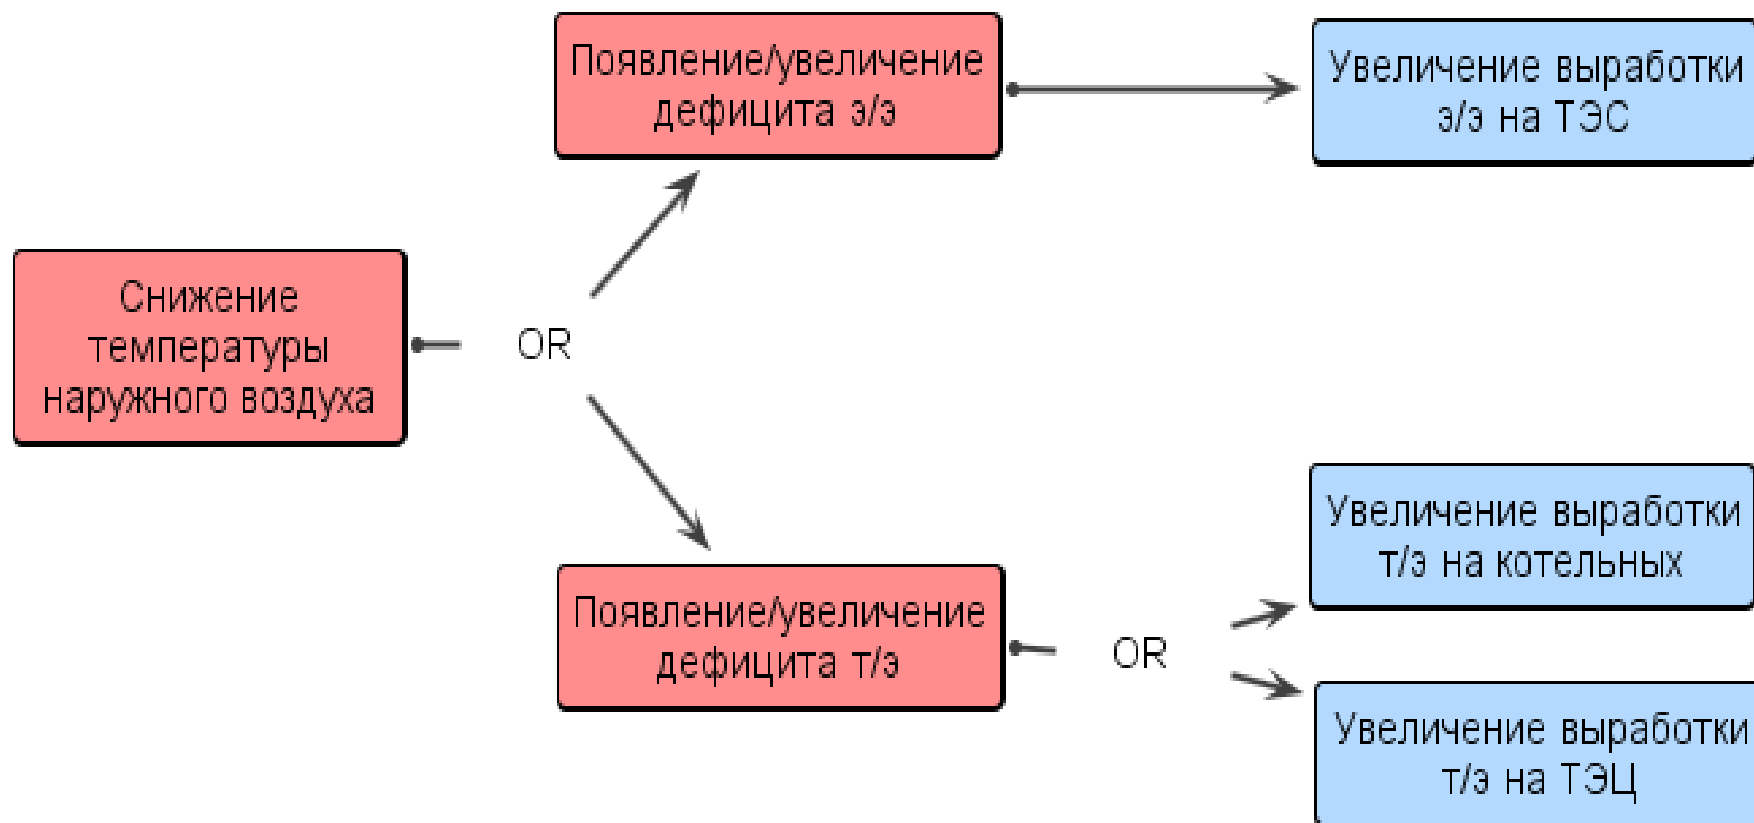 Появление/увеличение
дефицита э/э
Увеличение выработки
э/э на ТЭС
Снижение
температуры
наружного воздуха
OR
Появление/увеличение
дефицита т/э
OR
Увеличение выработки
т/э на котельных
Увеличение выработки
т/э на ТЭЦ